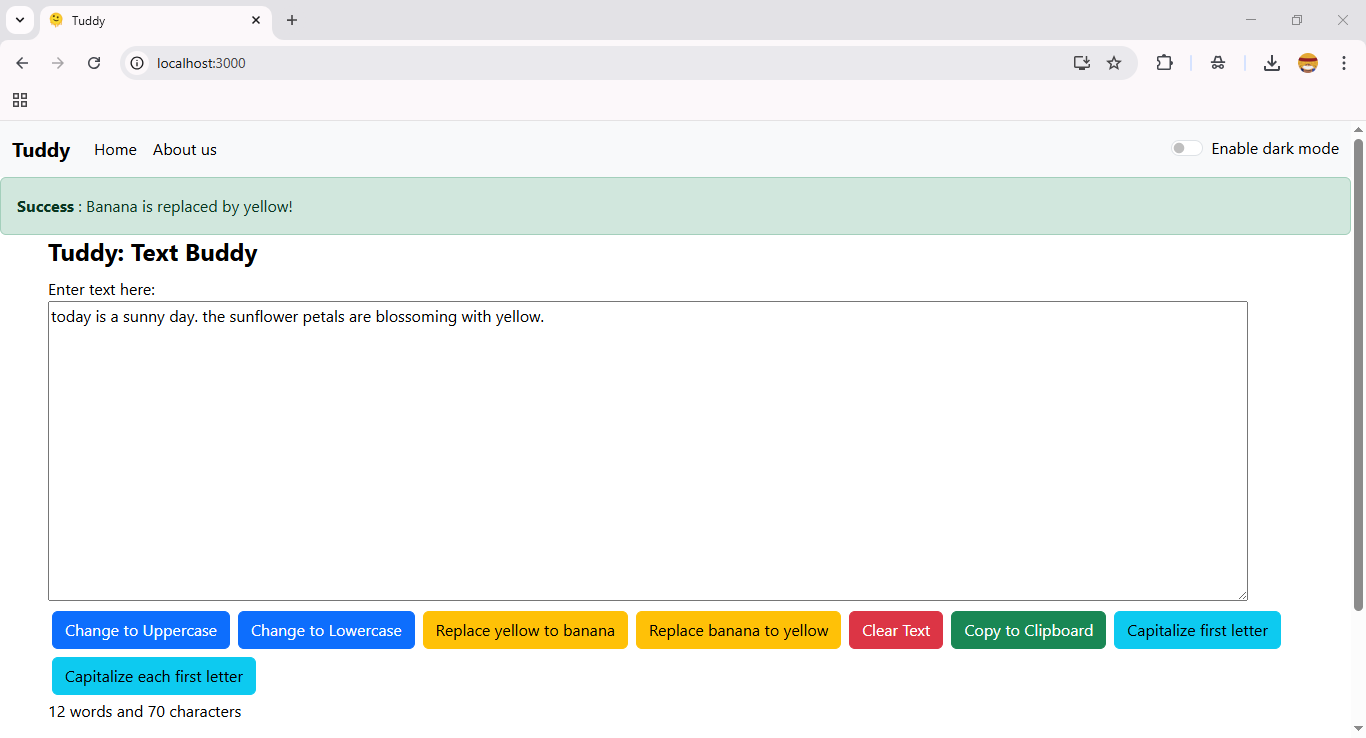 Tuddy
localhost:3000
Tuddy Home About us Enable dark mode
Success : Banana is replaced by yellow!
Tuddy: Text Buddy
Enter text here:
today is a sunny day. the sunflower petals are blossoming with yellow.
Change to Uppercase Change to Lowercase Replace yellow to banana Replace banana to yellow Clear Text Copy to Clipboard Capitalize first letter
Capitalize each first letter
12 words and 70 characters